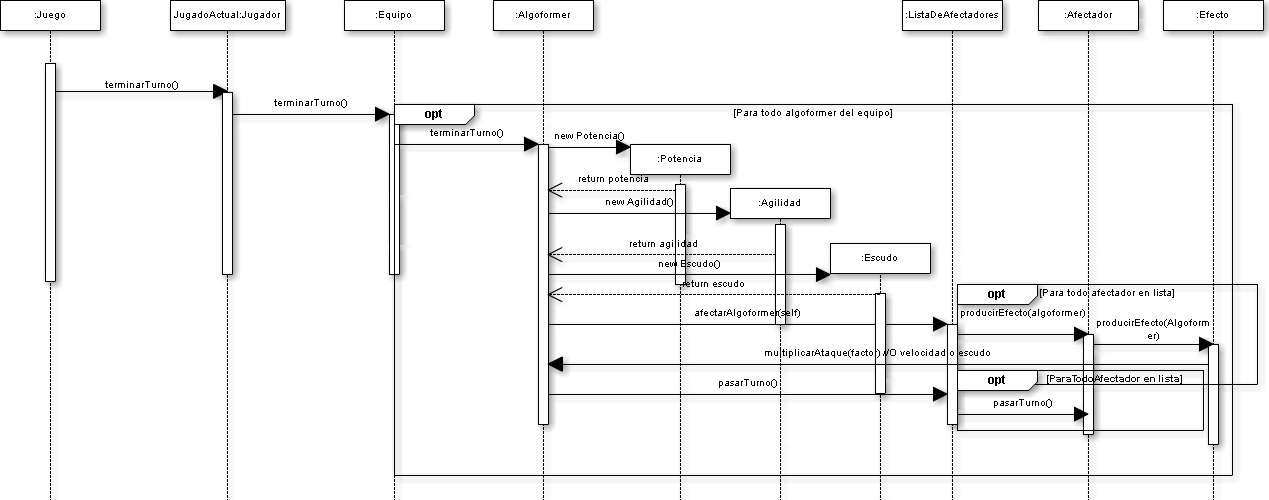 :Juego
JugadoActual:Jugador
:Equipo
:Algoformer
:ListaDeAfectadores
:Afectador
:Efecto
terminarTurno()
terminarTurno()
opt
[Para todo algoformer del equipo]
terminarTurno()
new Potencia()
:Potencia
return potencia
new Agilidad()
:Agilidad
return agilidad
new Escudo()
:Escudo
return escudo
opt
[Para todo afectador en lista]
afectarAlgoformer(self)
producirEfecto(algoformer)
producirEfecto(Algoform
er)
multiplicarAtaque(factor) //O velocidad o escudo
opt
[ParaTodoAfectador en lista]
pasarTurno()
pasarTurno()